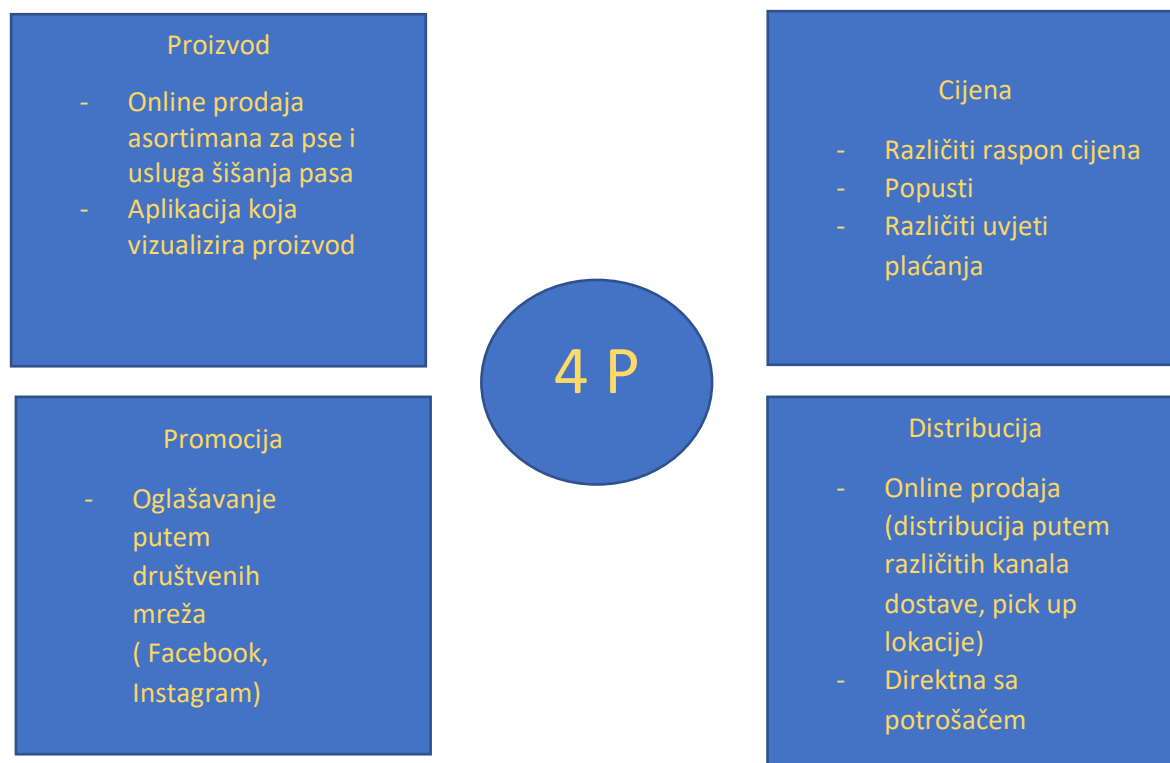 Proizvod
- Online prodaja
asortimana za pse i
usluga šišanja pasa
- Aplikacija koja
vizualizira proizvod
Cijena
- Različiti raspon cijena
- Popusti
- Različiti uvjeti
plaćanja
4 P
Promocija
- Oglašavanje
putem
društvenih
mreža
( Facebook,
Instagram)
Distribucija
- Online prodaja
(distribucija putem
različitih kanala
dostave, pick up
lokacije)
- Direktna sa
potrošačem